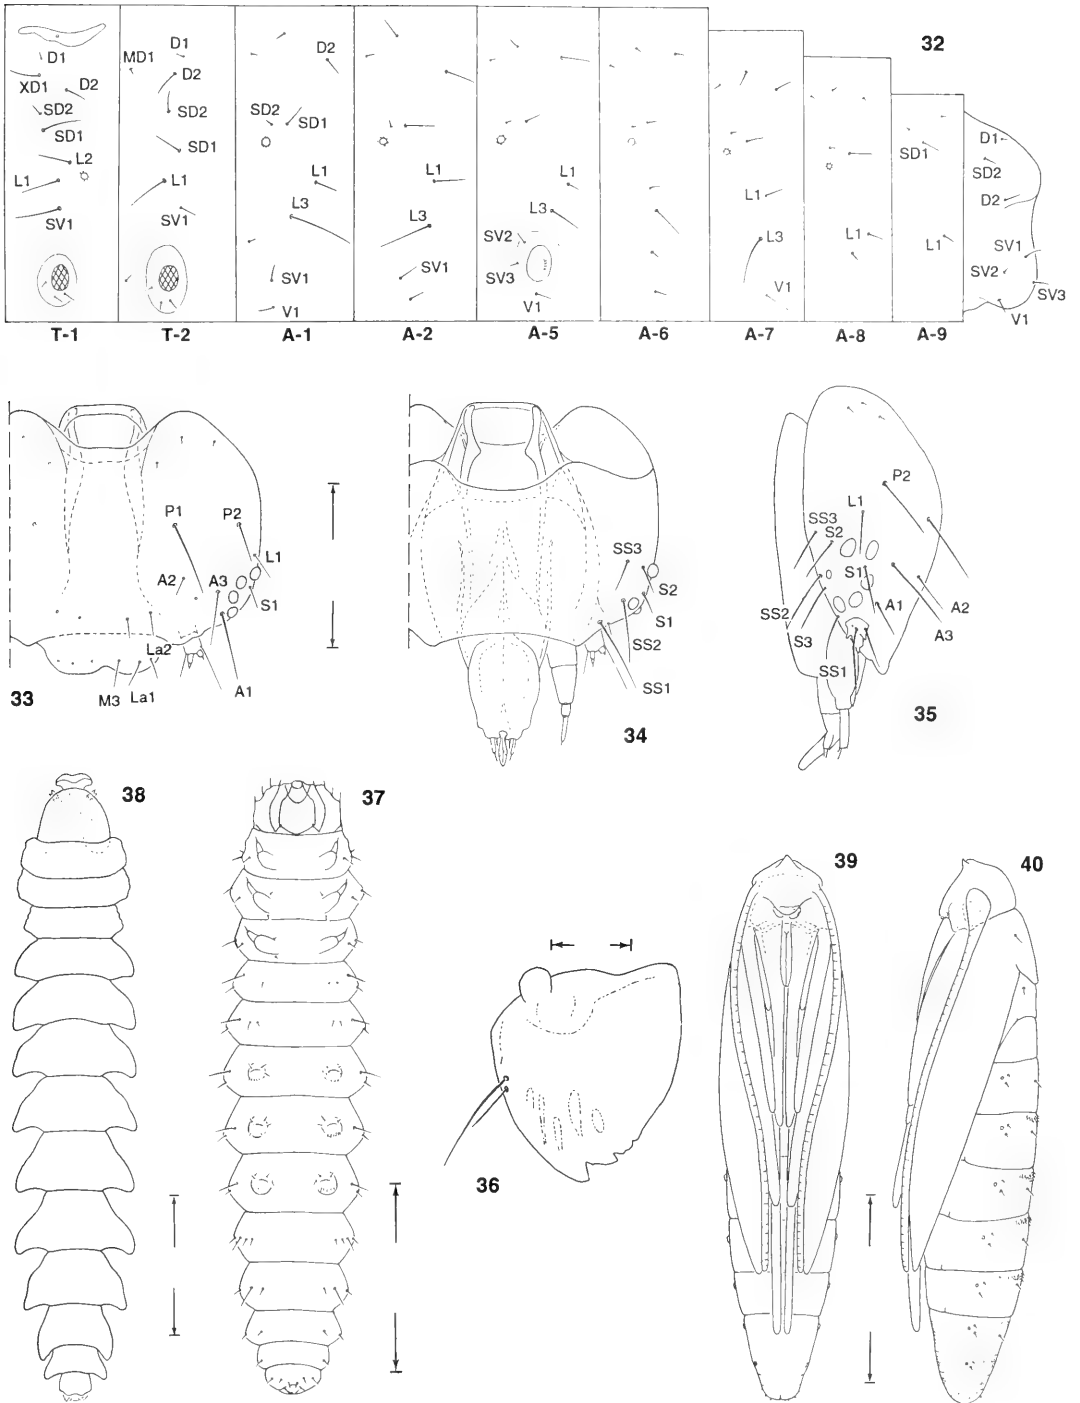 32
D1
XD1
D2
SD2
SD1
L2
L1
SV1
T-1
D1
MD1
D2
SD2
SD1
L1
SV1
T-2
D2
SD2
SD1
L1
L3
SV1
V1
A-1
L1
L3
SV1
A-2
L1
L3
SV2
SV3
V1
A-5
A-6
L1
L3
V1
A-7
L1
A-8
SD1
L1
A-9
D1
SD2
D2
SV1
SV2
SV3
V1
P1
P2
L1
A2
A3
S1
La2
M3
La1
A1
33
SS3
S2
S1
SS2
SS1
34
P2
L1
SS3
S2
S1
SS2
A1
A2
S3
A3
SS1
35
38
37
36
39
40